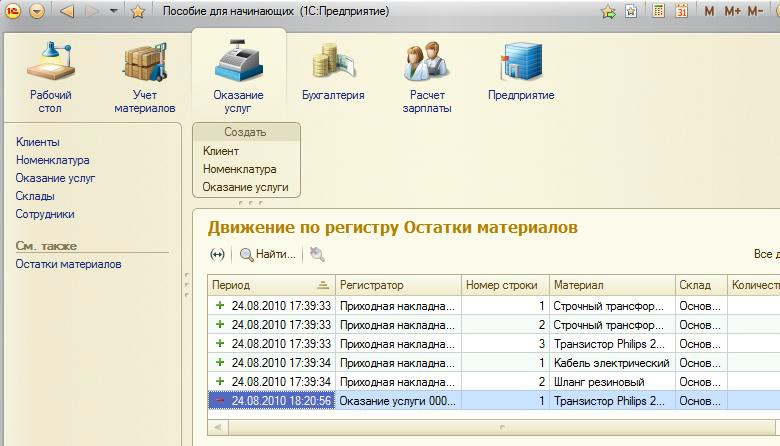 1С Пособие для начинающих (1С:Предприятие) 31 M M+ M-
Рабочий стол
Учет материалов
Оказание услуг
Бухгалтерия
Расчет зарплаты
Предприятие
Клиенты
Номенклатура
Оказание услуг
Склады
Сотрудники
См. также
Остатки материалов
Создать
Клиент
Номенклатура
Оказание услуги
Движение по регистру Остатки материалов
Найти... Все д
Период Регистратор Номер строки Материал Склад Количесть
24.08.2010 17:39:33 Приходная накладна... 1 Строчный трансфор... Основ...
24.08.2010 17:39:33 Приходная накладна... 2 Строчный трансфор... Основ...
24.08.2010 17:39:33 Приходная накладна... 3 Транзистор Philips 2... Основ...
24.08.2010 17:39:34 Приходная накладна... 1 Кабель электрический Основ...
24.08.2010 17:39:34 Приходная накладна... 2 Шланг резиновый Основ...
24.08.2010 18:20:56 Оказание услуги 000... 1 Транзистор Philips 2... Основ...